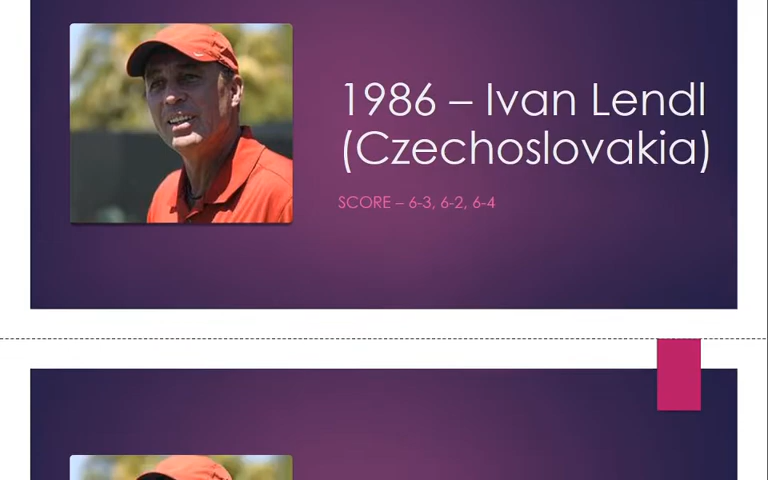 1986 – Ivan Lendl
(Czechoslovakia)
SCORE – 6-3, 6-2, 6-4